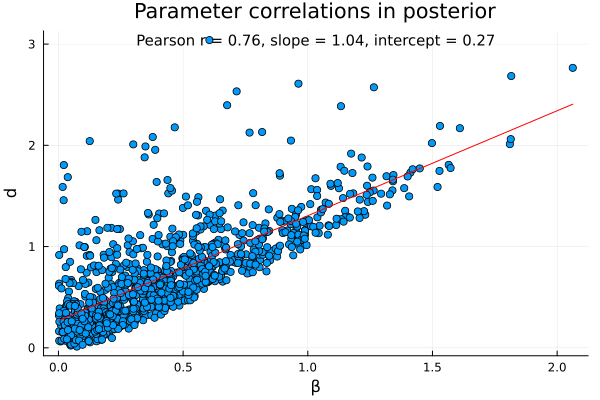 Parameter correlations in posterior
Pearson r = 0.76, slope = 1.04, intercept = 0.27
3
2
d
1
0
0.0 0.5 1.0 1.5 2.0
β